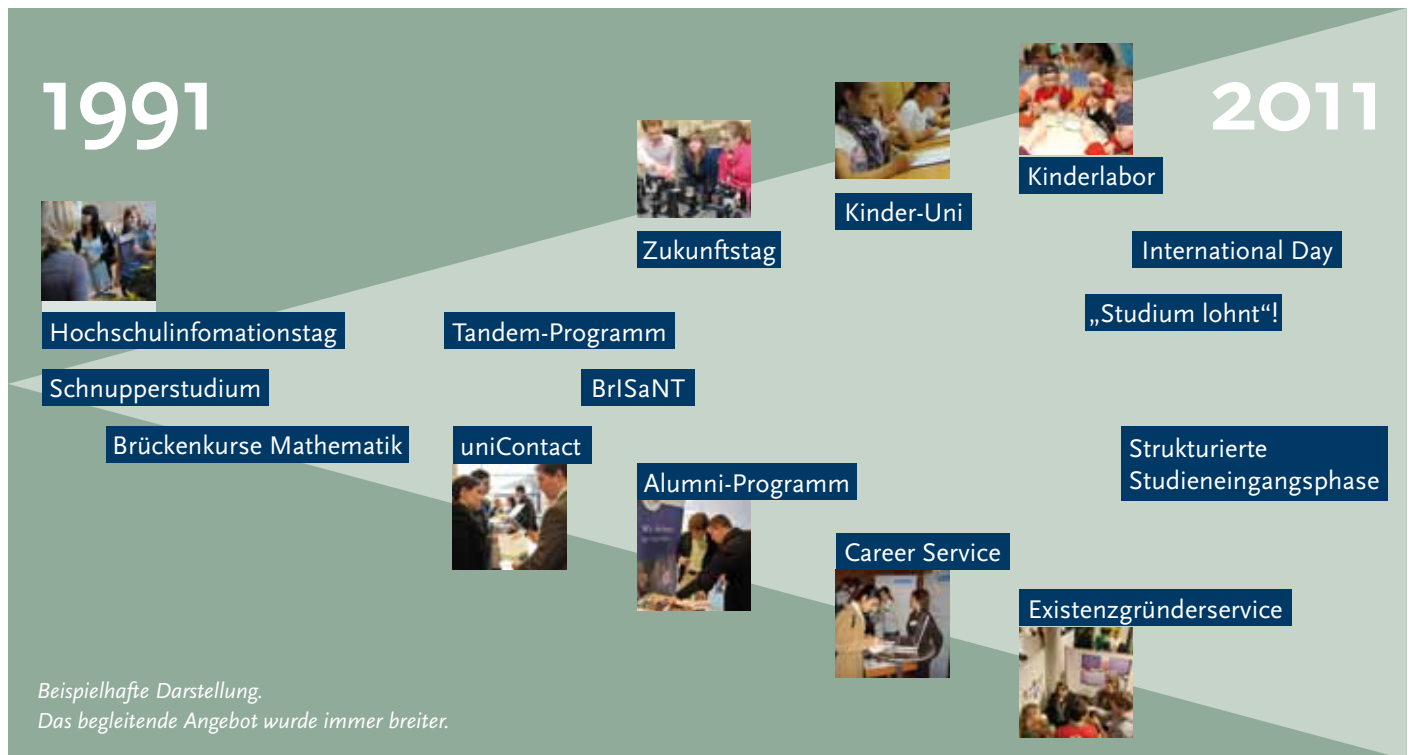 1991
2011
Kinderlabor
Kinder-Uni
Zukunftstag
International Day
„Studium lohnt“!
Hochschulinfomationstag
Tandem-Programm
Schnupperstudium
BrISaNT
Brückenkurse Mathematik
uniContact
Strukturierte
Studieneingangsphase
Alumni-Programm
Career Service
Existenzgründerservice
Beispielhafte Darstellung.
Das begleitende Angebot wurde immer breiter.